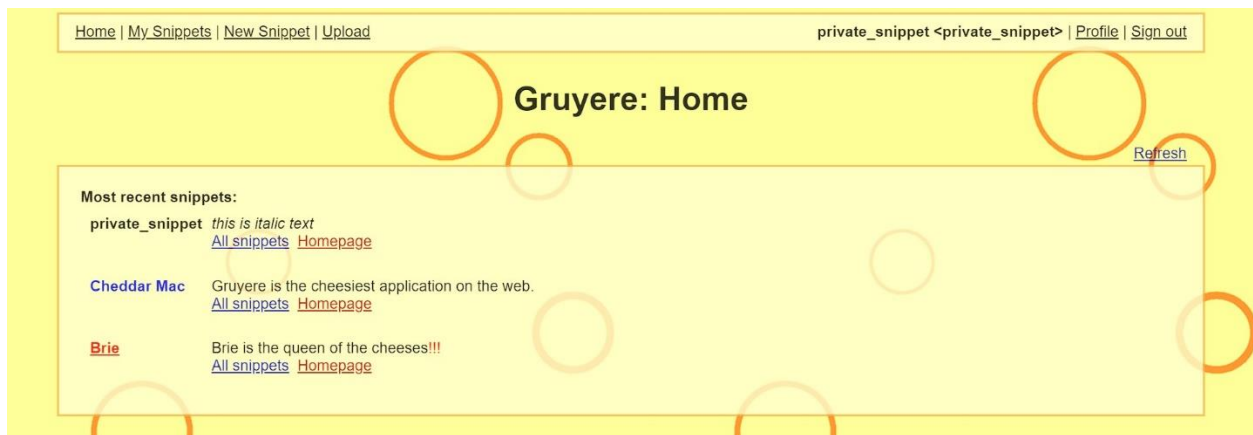 Home | My Snippets | New Snippet | Upload
private_snippet <private_snippet> | Profile | Sign out
Gruyere: Home
Refresh
Most recent snippets:
private_snippet this is italic text
All snippets Homepage
Cheddar Mac Gruyere is the cheesiest application on the web.
All snippets Homepage
Brie Brie is the queen of the cheeses!!!
All snippets Homepage